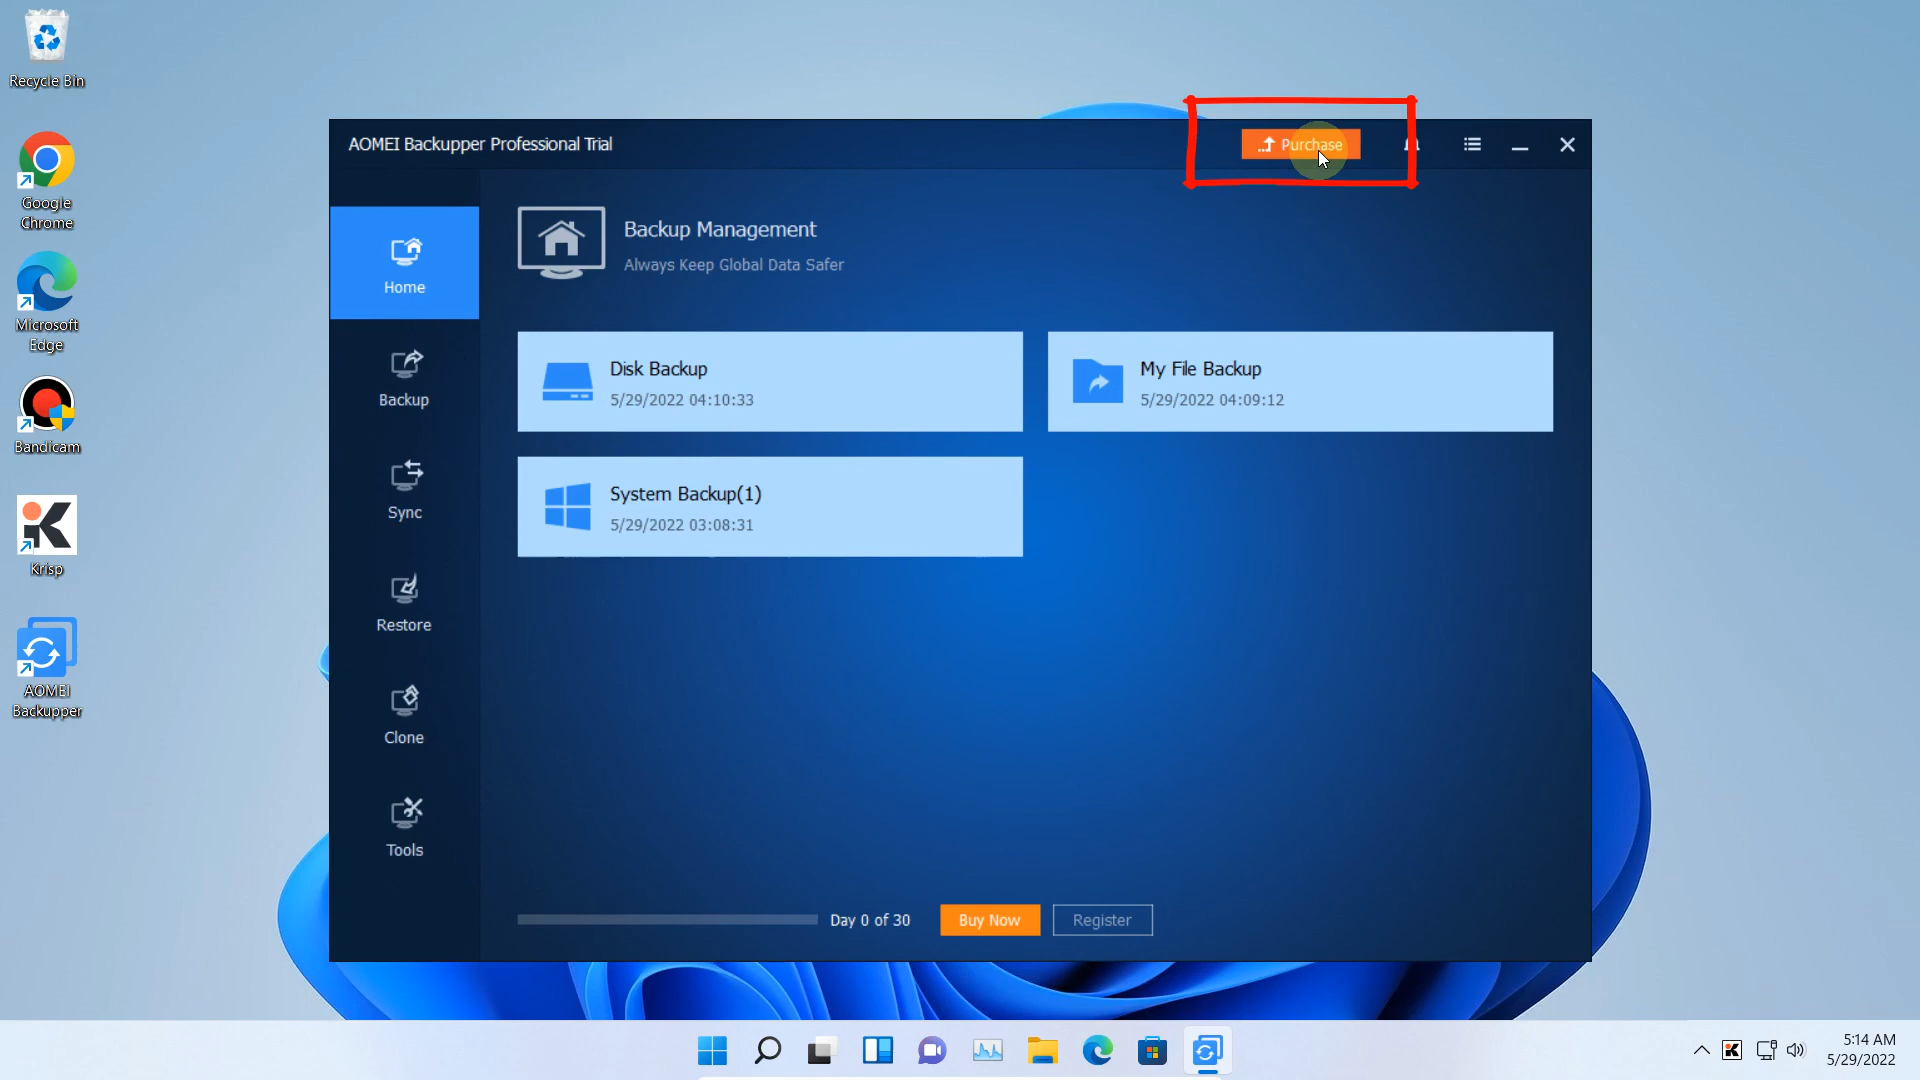 Recycle Bin
Google
Chrome
Microsoft
Edge
Bandicam
Krisp
AOMEI
Backupper
AOMEI Backupper Professional Trial
Purchase
Home
Backup
Sync
Restore
Clone
Tools
Backup Management
Always Keep Global Data Safer
Disk Backup
5/29/2022 04:10:33
My File Backup
5/29/2022 04:09:12
System Backup(1)
5/29/2022 03:08:31
Day 0 of 30
Buy Now
Register
5:14 AM
5/29/2022